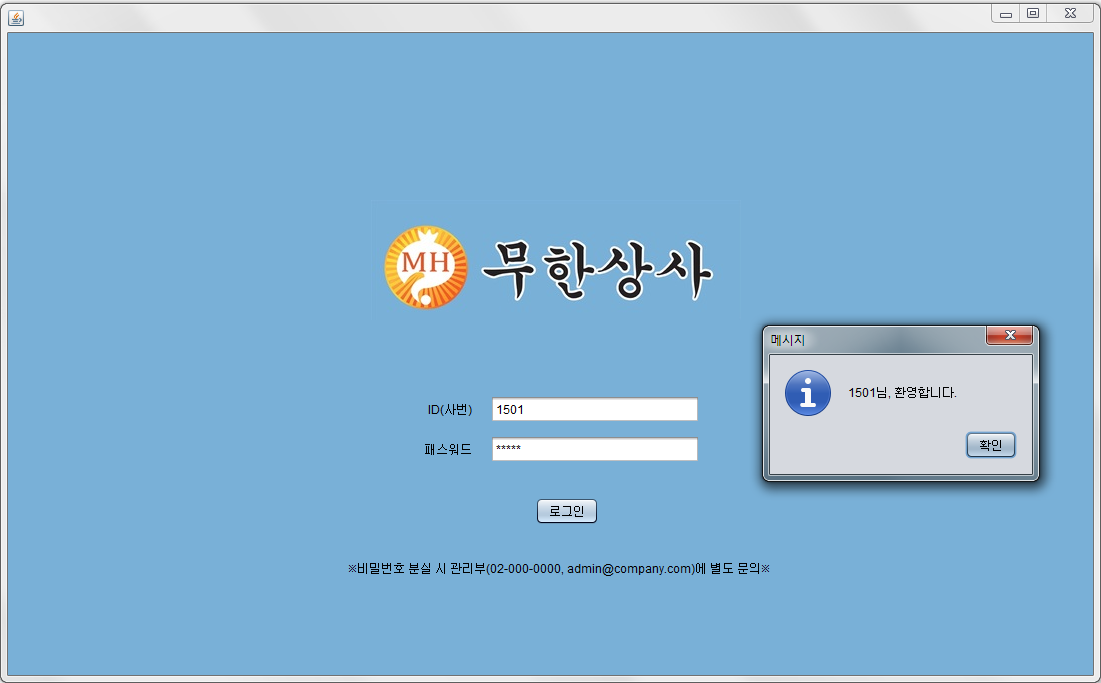 MH 무한상사
메시지
1501님, 환영합니다.
확인
ID(사번) 1501
패스워드 *****
로그인
※비밀번호 분실 시 관리부(02-000-0000, admin@company.com)에 별도 문의※